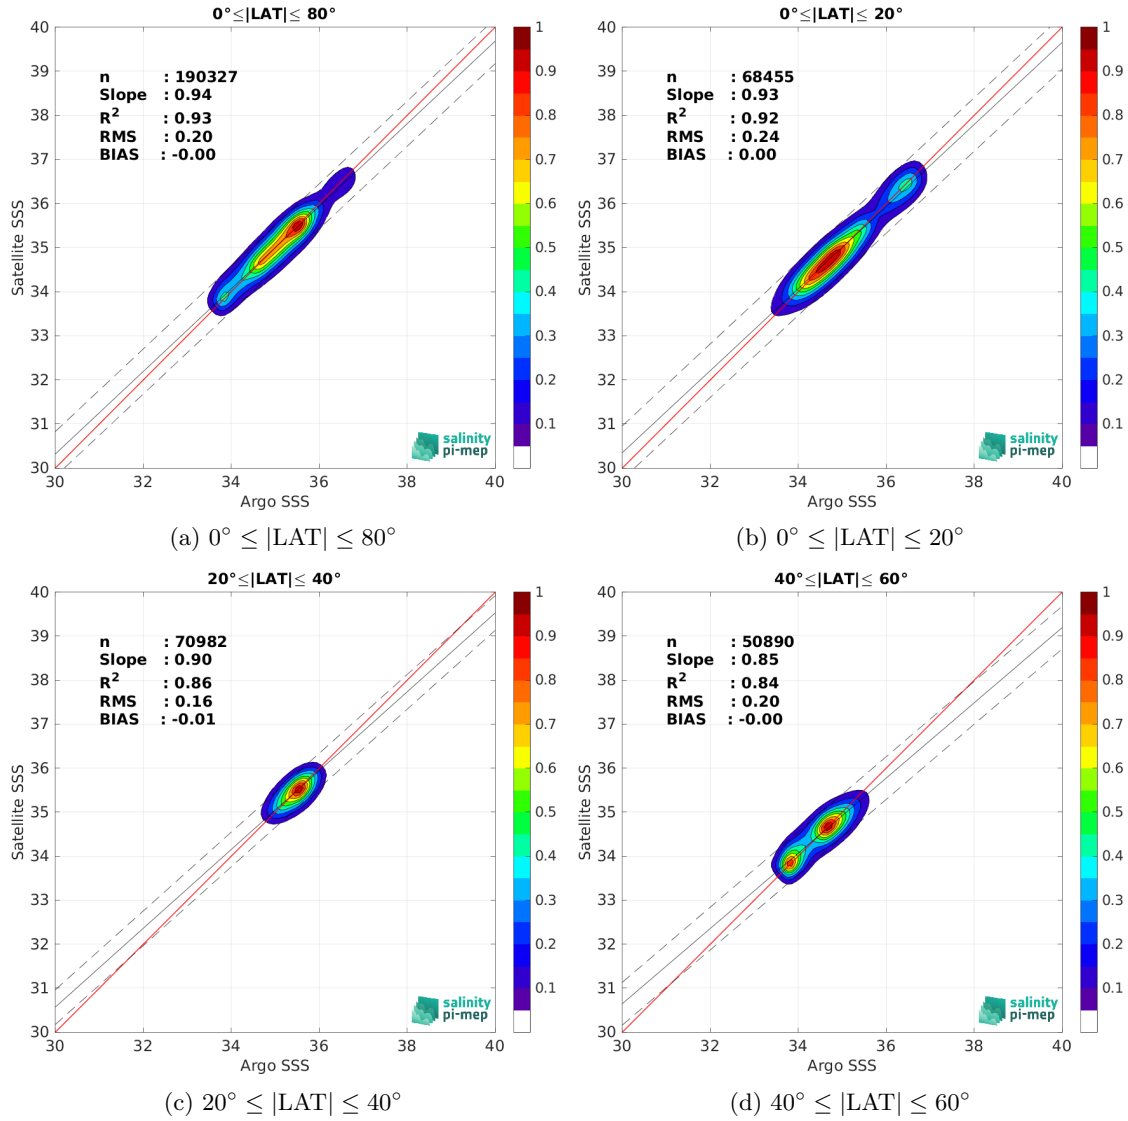 0°≤|LAT|≤ 80°
n : 190327
Slope : 0.94
R² : 0.93
RMS : 0.20
BIAS : -0.00
40
39
38
37
36
35
34
33
32
31
30
Satellite SSS
30 32 34 36 38 40
Argo SSS
1
0.9
0.8
0.7
0.6
0.5
0.4
0.3
0.2
0.1
salinity
pi-mep
(a) 0° ≤ |LAT| ≤ 80°
0°≤|LAT|≤ 20°
n : 68455
Slope : 0.93
R² : 0.92
RMS : 0.24
BIAS : 0.00
40
39
38
37
36
35
34
33
32
31
30
Satellite SSS
30 32 34 36 38 40
Argo SSS
1
0.9
0.8
0.7
0.6
0.5
0.4
0.3
0.2
0.1
salinity
pi-mep
(b) 0° ≤ |LAT| ≤ 20°
20°≤|LAT|≤ 40°
n : 70982
Slope : 0.90
R² : 0.86
RMS : 0.16
BIAS : -0.01
40
39
38
37
36
35
34
33
32
31
30
Satellite SSS
30 32 34 36 38 40
Argo SSS
1
0.9
0.8
0.7
0.6
0.5
0.4
0.3
0.2
0.1
salinity
pi-mep
(c) 20° ≤ |LAT| ≤ 40°
40°≤|LAT|≤ 60°
n : 50890
Slope : 0.85
R² : 0.84
RMS : 0.20
BIAS : -0.00
40
39
38
37
36
35
34
33
32
31
30
Satellite SSS
30 32 34 36 38 40
Argo SSS
1
0.9
0.8
0.7
0.6
0.5
0.4
0.3
0.2
0.1
salinity
pi-mep
(d) 40° ≤ |LAT| ≤ 60°